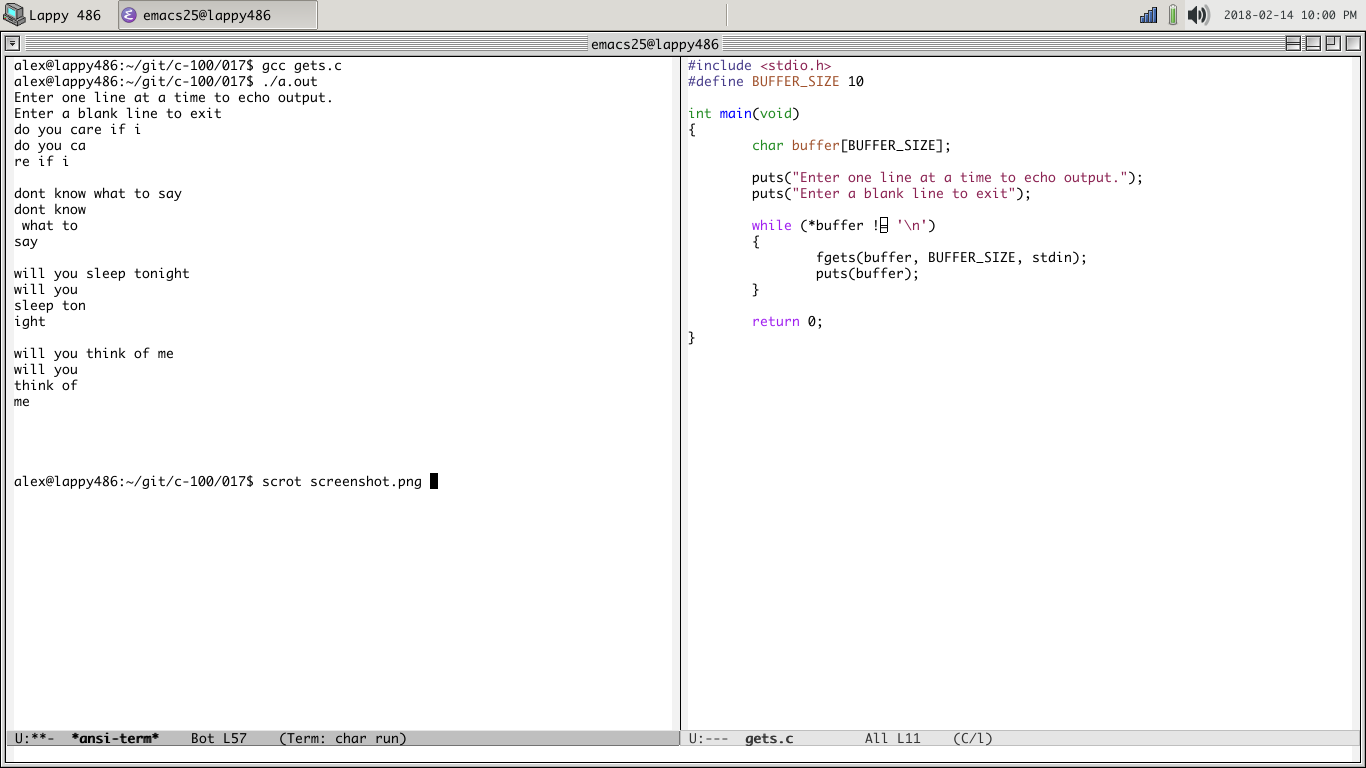 Lappy 486
emacs25@lappy486
2018-02-14 10:00 PM
emacs25@lappy486
alex@lappy486:~/git/c-100/017$ gcc gets.c
alex@lappy486:~/git/c-100/017$ ./a.out
Enter one line at a time to echo output.
Enter a blank line to exit
do you care if i
do you ca
re if i
dont know what to say
dont know
 what to
say
will you sleep tonight
will you
sleep ton
ight
will you think of me
will you
think of
me
alex@lappy486:~/git/c-100/017$ scrot screenshot.png
U:**-  *ansi-term*    Bot L57    (Term: char run)
#include <stdio.h>
#define BUFFER_SIZE 10
int main(void)
{
        char buffer[BUFFER_SIZE];
        puts("Enter one line at a time to echo output.");
        puts("Enter a blank line to exit");
        while (*buffer != '\n')
        {
                fgets(buffer, BUFFER_SIZE, stdin);
                puts(buffer);
        }
        return 0;
}
U:---  gets.c         All L11    (C/l)